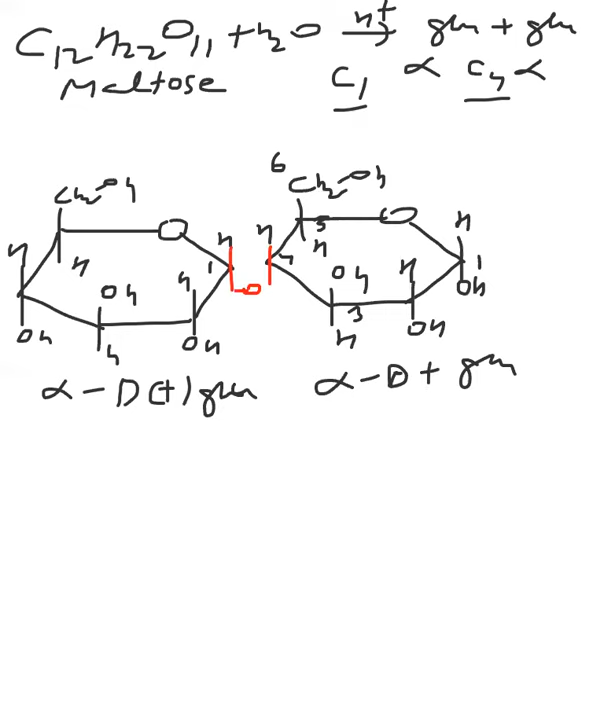 C12H22O11 + H2O H+→ glu + glu
Maltose C1 α C4 α
6
CH2OH CH2OH
O 5 O H
H H H H 1
H 1 4 OH H
OH H O OH
OH 3
OH H OH H OH
α – D(+) glu α – D + glu